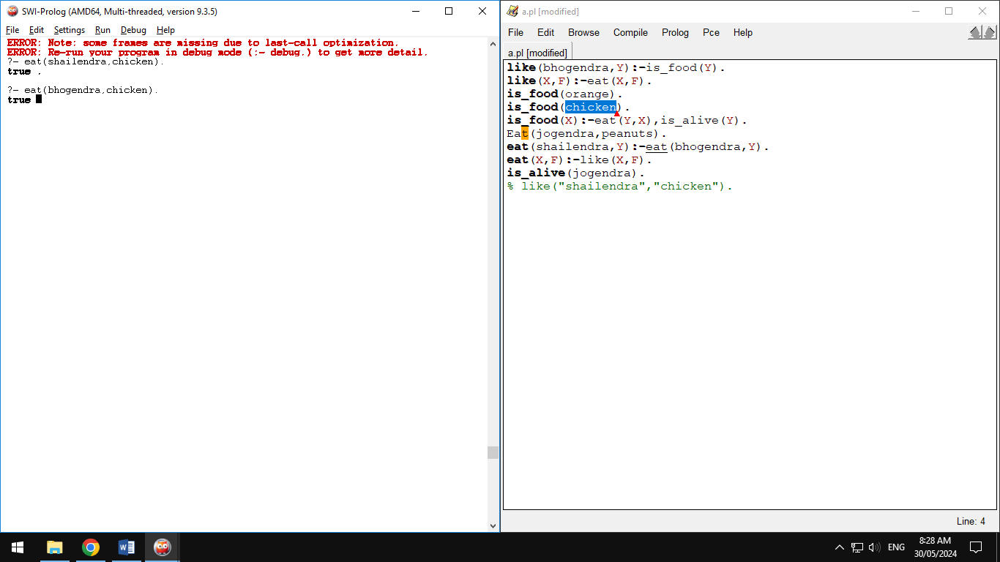 SWI-Prolog (AMD64, Multi-threaded, version 9.3.5)
File Edit Settings Run Debug Help
ERROR: Note: some frames are missing due to last-call optimization.
ERROR: Re-run your program in debug mode (:- debug.) to get more detail.
?- eat(shailendra,chicken).
true .
?- eat(bhogendra,chicken).
true
a.pl [modified]
File Edit Browse Compile Prolog Pce Help
a.pl [modified]
like(bhogendra,Y):-is_food(Y).
like(X,F):-eat(X,F).
is_food(orange).
is_food(chicken).
is_food(X):-eat(Y,X),is_alive(Y).
Eat(jogendra,peanuts).
eat(shailendra,Y):-eat(bhogendra,Y).
eat(X,F):-like(X,F).
is_alive(jogendra).
% like("shailendra","chicken").
Line: 4
ENG
8:28 AM
30/05/2024